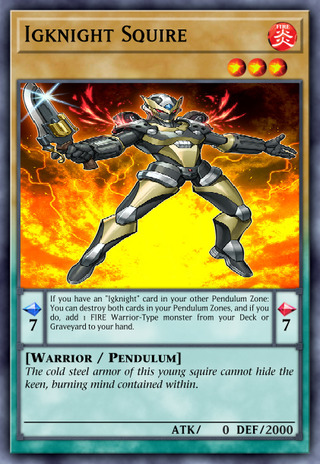 Igknight Squire
FIRE
炎
If you have an "Igknight" card in your other Pendulum Zone:
You can destroy both cards in your Pendulum Zones, and if you
do, add 1 FIRE Warrior-Type monster from your Deck or
Graveyard to your hand.
7
7
[Warrior / Pendulum]
The cold steel armor of this young squire cannot hide the
keen, burning mind contained within.
ATK/ 0 DEF/2000